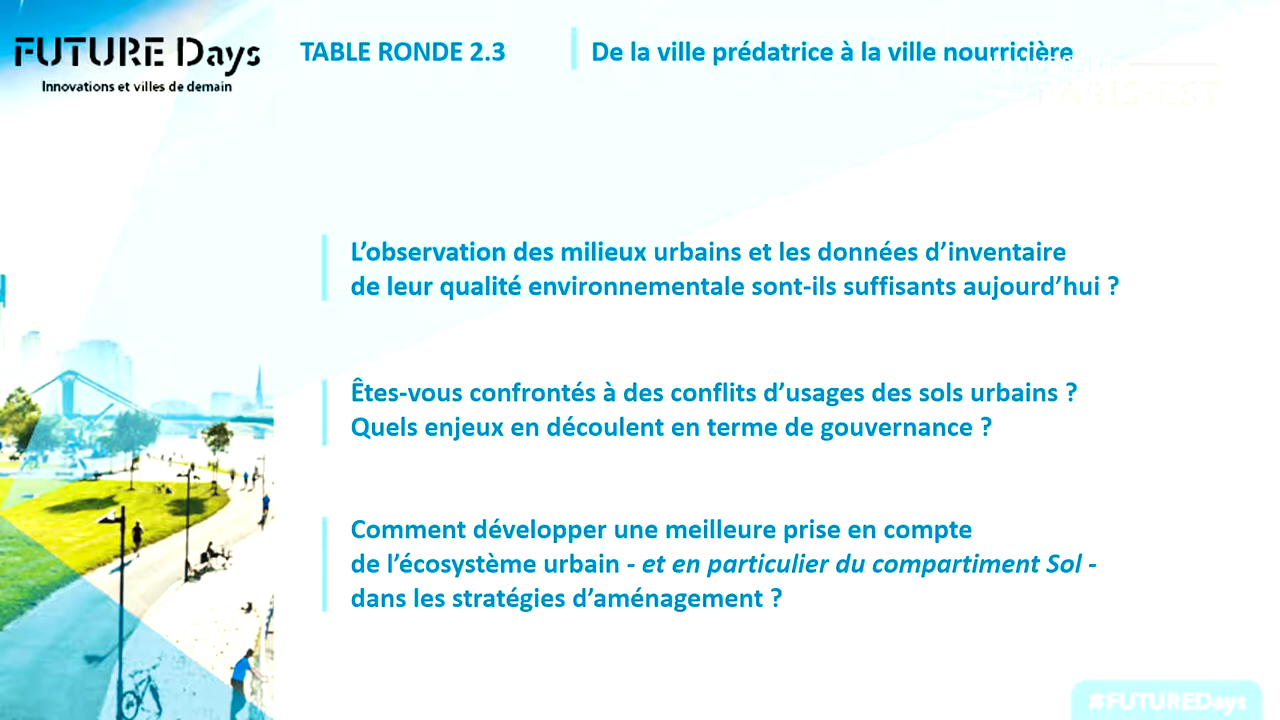 FUTURE Days
Innovations et villes de demain
TABLE RONDE 2.3
De la ville prédatrice à la ville nourricière
PARIS-EST
L'observation des milieux urbains et les données d'inventaire
de leur qualité environnementale sont-ils suffisants aujourd'hui ?
Êtes-vous confrontés à des conflits d'usages des sols urbains ?
Quels enjeux en découlent en terme de gouvernance ?
Comment développer une meilleure prise en compte
de l'écosystème urbain - et en particulier du compartiment Sol -
dans les stratégies d'aménagement ?
#FUTUREDays